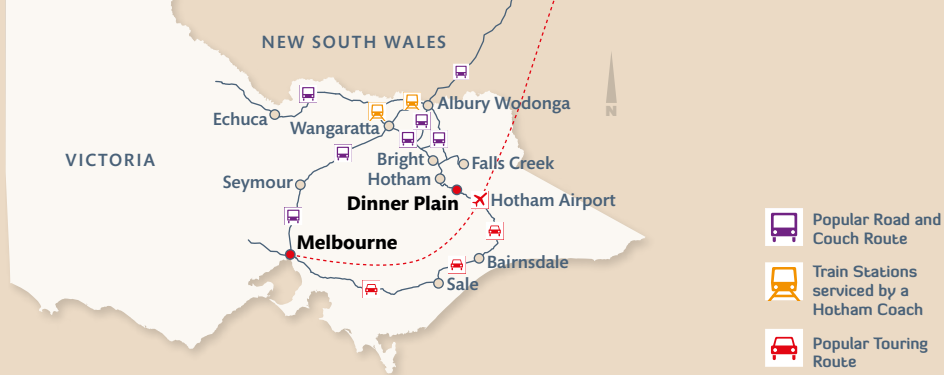 NEW SOUTH WALES
Albury Wodonga
Echuca
Wangaratta
VICTORIA
Bright
Falls Creek
Hotham
Seymour
Dinner Plain
Hotham Airport
Melbourne
Bairnsdale
Sale
N
Popular Road and
Couch Route
Train Stations
serviced by a
Hotham Coach
Popular Touring
Route